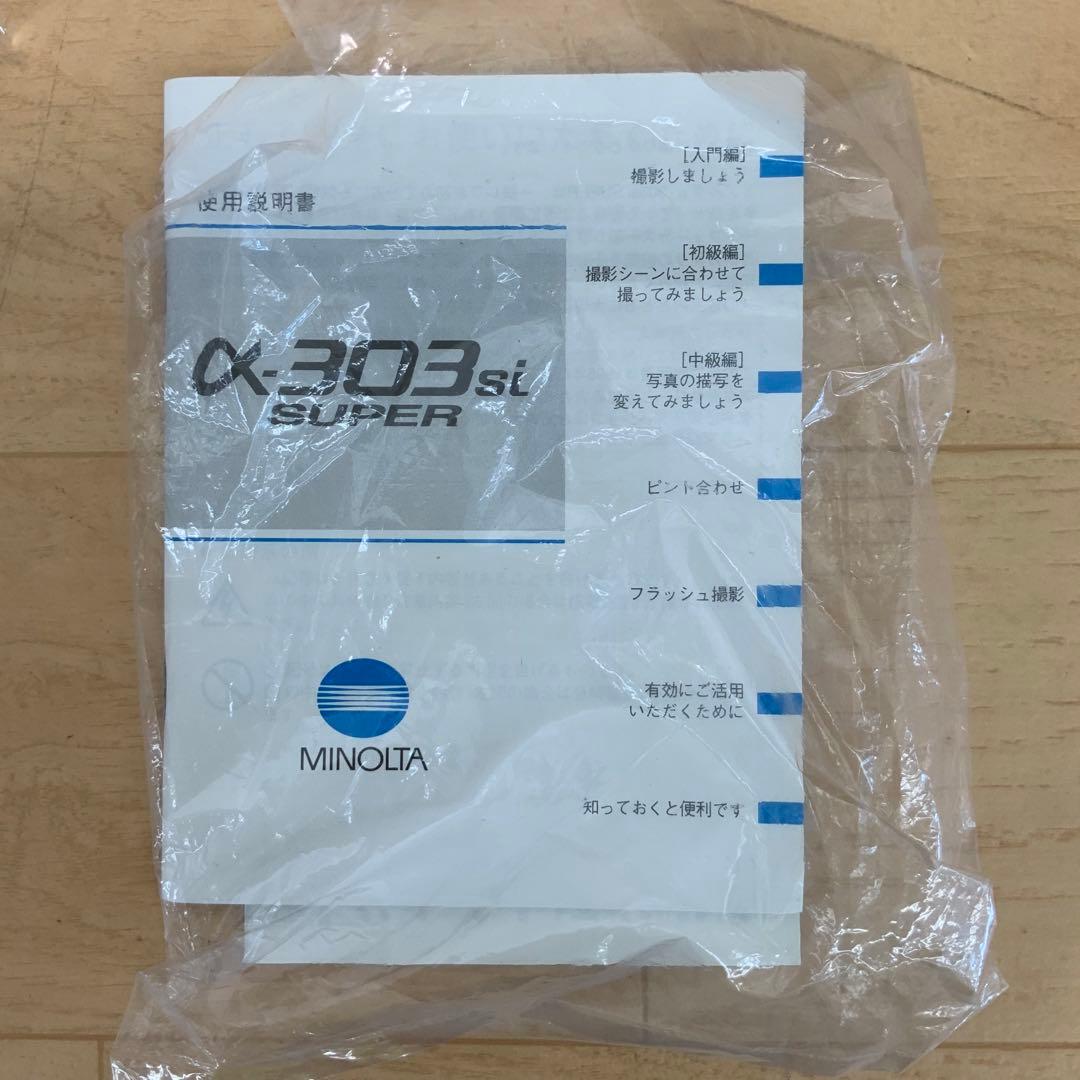 使用説明書
α-303si
SUPER
MINOLTA
[入門編]
撮影しましょう
[初級編]
撮影シーンに合わせて
撮ってみましょう
[中級編]
写真の描写を
変えてみましょう
ピント合わせ
フラッシュ撮影
有効にご活用
いただくために
知っておくと便利です